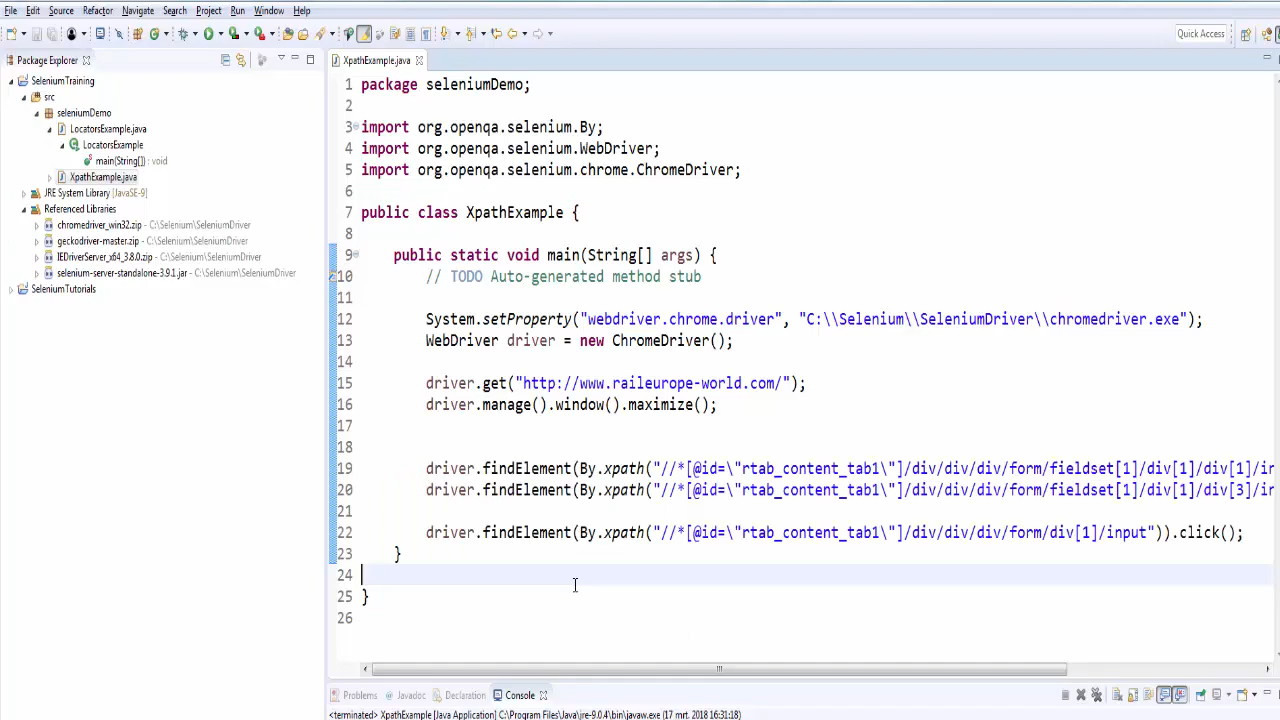 File Edit Source Refactor Navigate Search Project Run Window Help
Quick Access
Package Explorer
SeleniumTraining
src
seleniumDemo
LocatorsExample.java
LocatorsExample
main(String[]) : void
XpathExample.java
JRE System Library [JavaSE-9]
Referenced Libraries
chromedriver_win32.zip - C:\Selenium\SeleniumDriver
geckodriver-master.zip - C:\Selenium\SeleniumDriver
IEDriverServer_x64_3.8.0.zip - C:\Selenium\SeleniumDriver
selenium-server-standalone-3.9.1.jar - C:\Selenium\SeleniumDriver
SeleniumTutorials
XpathExample.java
1 package seleniumDemo;
2
3 import org.openqa.selenium.By;
4 import org.openqa.selenium.WebDriver;
5 import org.openqa.selenium.chrome.ChromeDriver;
6
7 public class XpathExample {
8
9 public static void main(String[] args) {
10 // TODO Auto-generated method stub
11
12 System.setProperty("webdriver.chrome.driver", "C:\\Selenium\\SeleniumDriver\\chromedriver.exe");
13 WebDriver driver = new ChromeDriver();
14
15 driver.get("http://www.raileurope-world.com/");
16 driver.manage().window().maximize();
17
18
19 driver.findElement(By.xpath("//*[@id=\"rtab_content_tab1\"]/div/div/div/form/fieldset[1]/div[1]/div[1]/in
20 driver.findElement(By.xpath("//*[@id=\"rtab_content_tab1\"]/div/div/div/form/fieldset[1]/div[1]/div[3]/in
21
22 driver.findElement(By.xpath("//*[@id=\"rtab_content_tab1\"]/div/div/div/form/div[1]/input")).click();
23 }
24
25 }
26
Problems Javadoc Declaration Console
<terminated> XpathExample [Java Application] C:\Program Files\Java\jre-9.0.4\bin\javaw.exe (17 mrt. 2018 16:31:18)